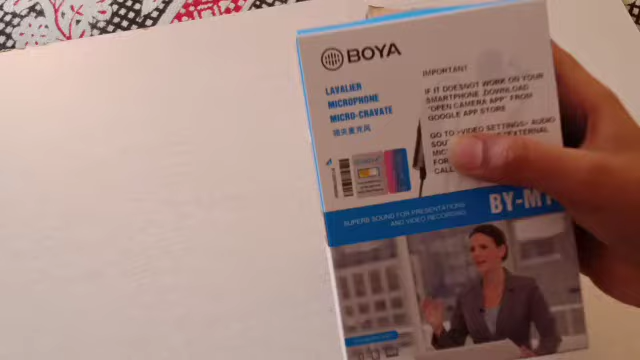 BOYA
LAVALIER
MICROPHONE
MICRO-CRAVATE
领夹麦克风
IMPORTANT
IF IT DOESNOT WORK ON YOUR
SMARTPHONE ,DOWNLOAD
"OPEN CAMERA APP" FROM
GOOGLE APP STORE
GO TO >VIDEO SETTINGS> AUDIO
EXTERNAL
FOR
CALL
SUPERB SOUND FOR PRESENTATIONS
AND VIDEO RECORDING
BY-M1